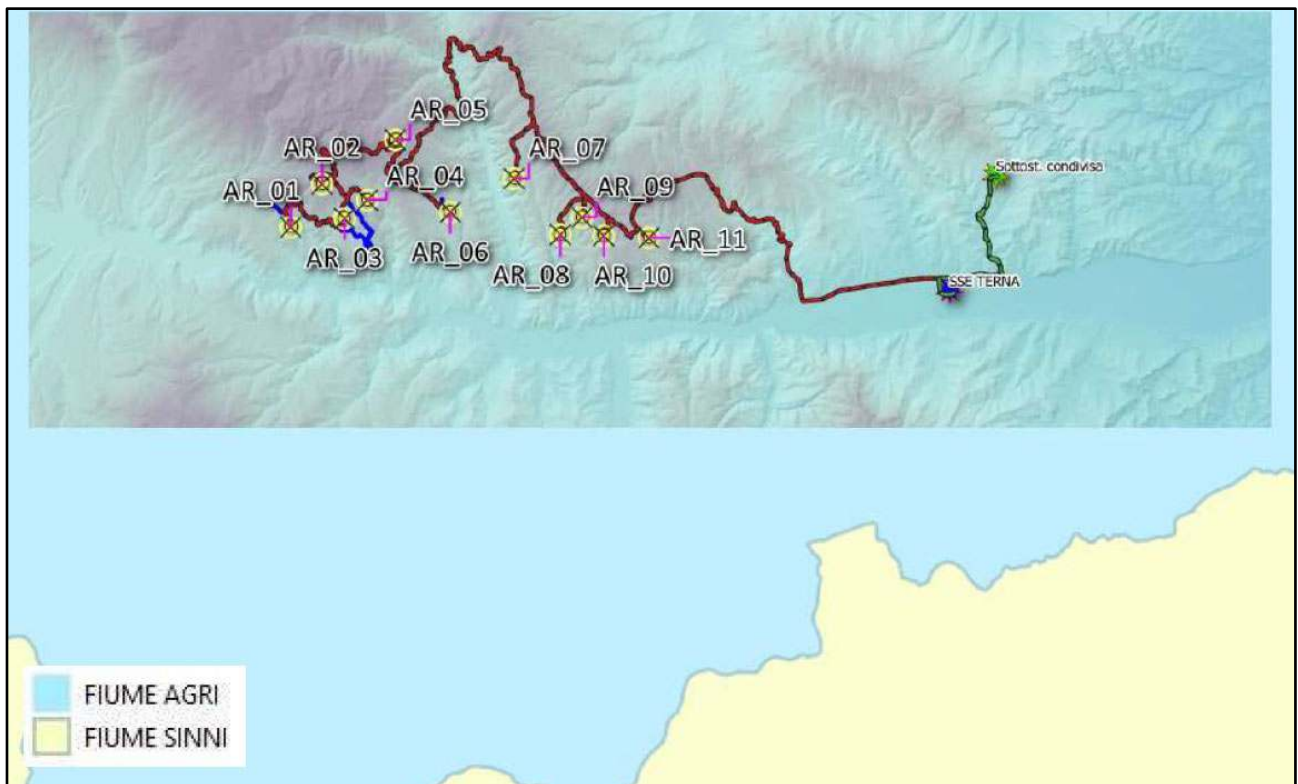 AR_05
AR_02
AR_07
AR_01
AR_04
AR_09
AR_03
AR_06
AR_08
AR_10
AR_11
Sottost. condivisa
SSE TERNA
FIUME AGRI
FIUME SINNI